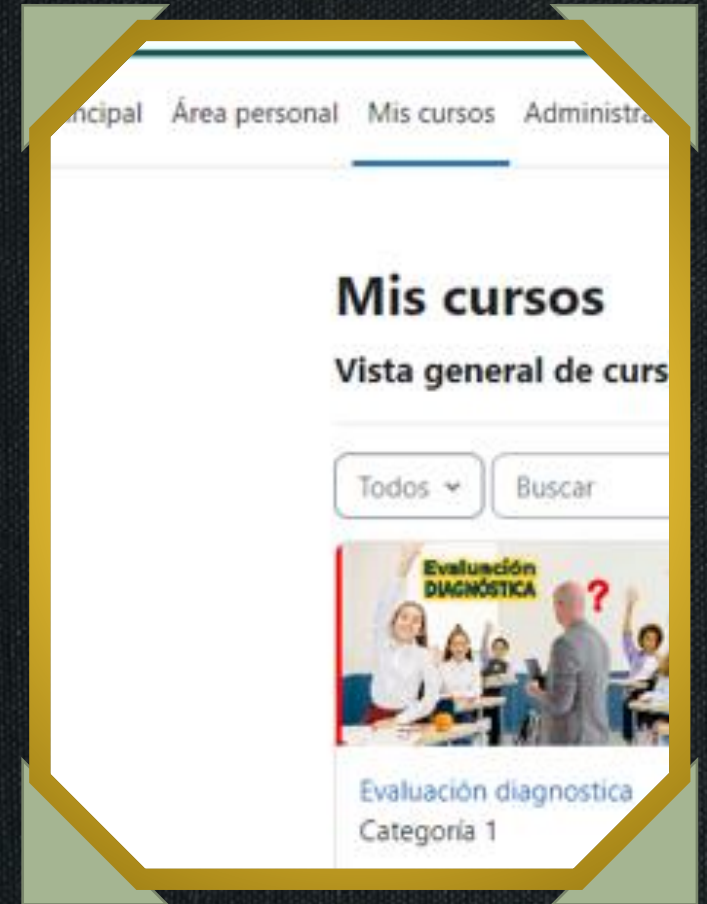 ncipal Área personal Mis cursos Administra
Mis cursos
Vista general de curs
Todos Buscar
Evaluación
DIAGNÓSTICA
?
Evaluación diagnostica
Categoría 1